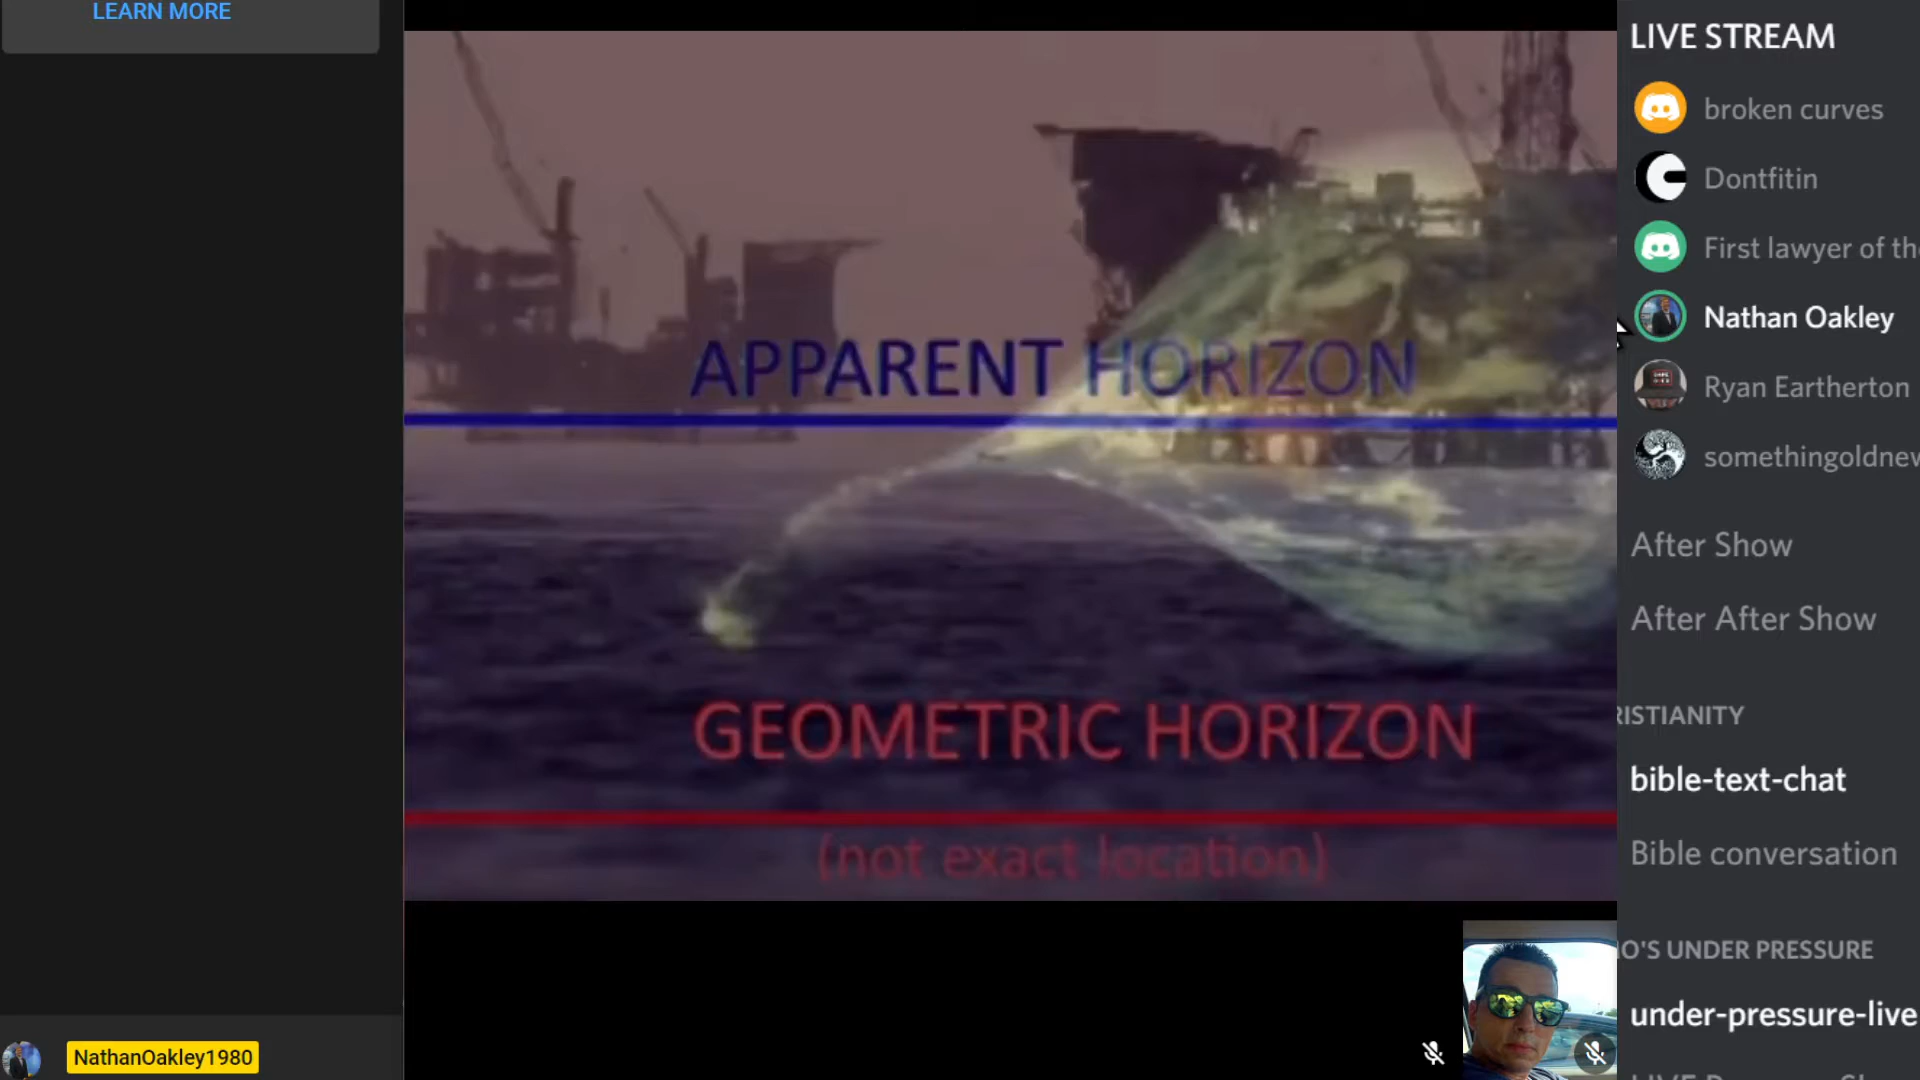 LEARN MORE
APPARENT HORIZON
GEOMETRIC HORIZON
(not exact location)
NathanOakley1980
LIVE STREAM
broken curves
Dontfitin
First lawyer of
Nathan Oakley
Ryan Eartherton
somethingoldnew
After Show
After After Show
RISTIANITY
bible-text-chat
Bible conversation
O'S UNDER PRESSURE
under-pressure-live